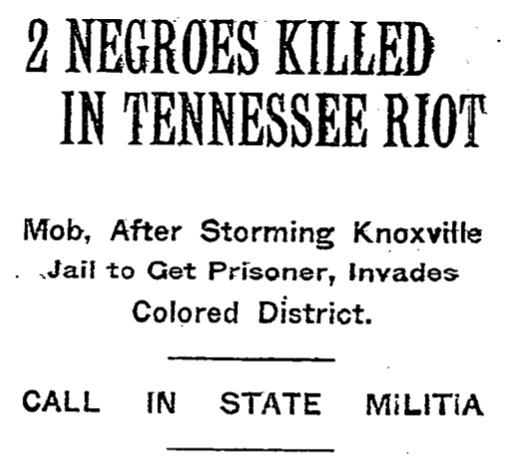 2 NEGROES KILLED
IN TENNESSEE RIOT
Mob, After Storming Knoxville
Jail to Get Prisoner, Invades
Colored District.
CALL IN STATE MILITIA